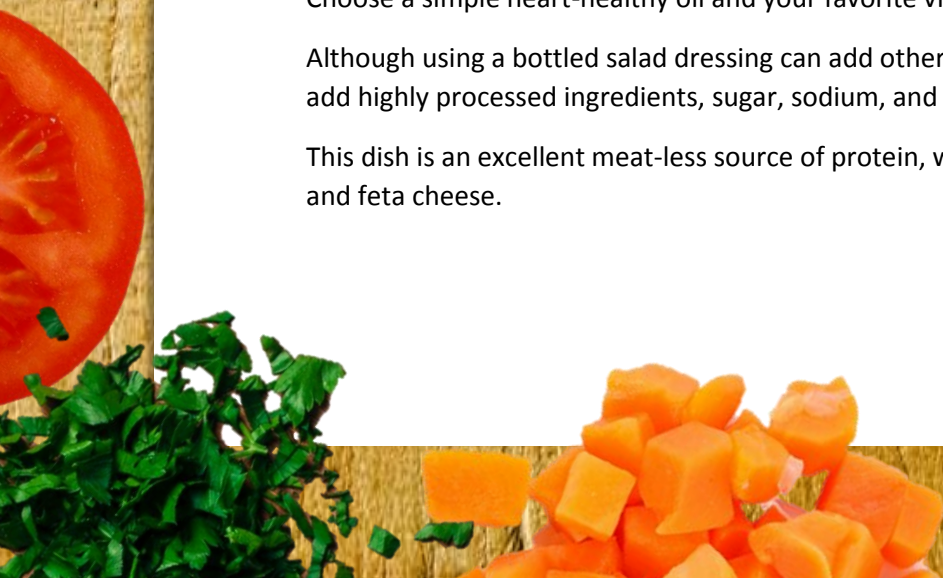 Choose a simple heart-healthy oil and your favorite
Although using a bottled salad dressing can add other
add highly processed ingredients, sugar, sodium, and
This dish is an excellent meat-less source of protein,
and feta cheese.